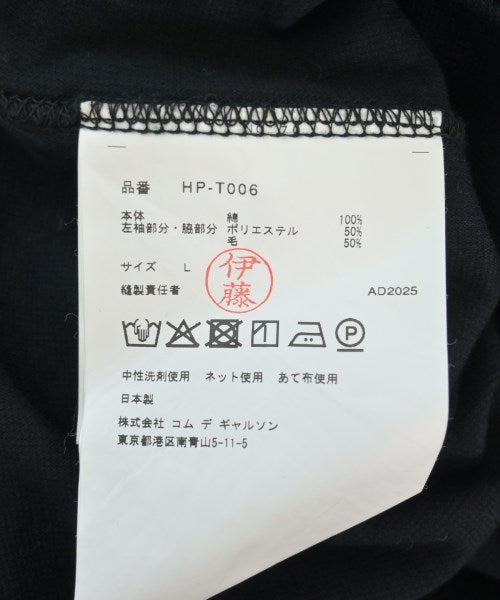 品番 HP-T006
本体 綿 100%
左袖部分・脇部分 ポリエステル 50%
毛 50%
サイズ L
伊藤
縫製責任者 AD2025
中性洗剤使用 ネット使用 あて布使用
日本製
株式会社 コム デ ギャルソン
東京都港区南青山5-11-5